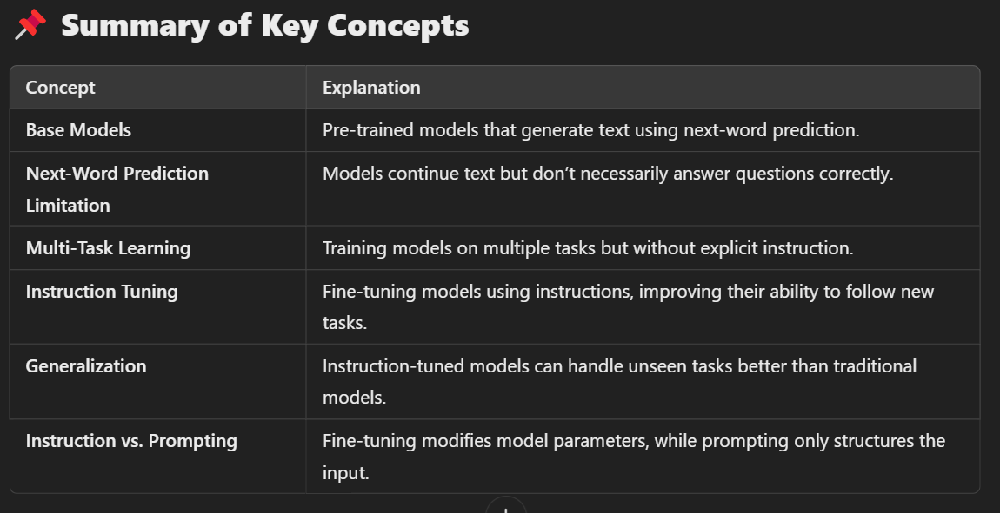 📌 Summary of Key Concepts
Concept Explanation
Base Models Pre-trained models that generate text using next-word prediction.
Next-Word Prediction Models continue text but don’t necessarily answer questions correctly.
Limitation
Multi-Task Learning Training models on multiple tasks but without explicit instruction.
Instruction Tuning Fine-tuning models using instructions, improving their ability to follow new
tasks.
Generalization Instruction-tuned models can handle unseen tasks better than traditional
models.
Instruction vs. Prompting Fine-tuning modifies model parameters, while prompting only structures the
input.